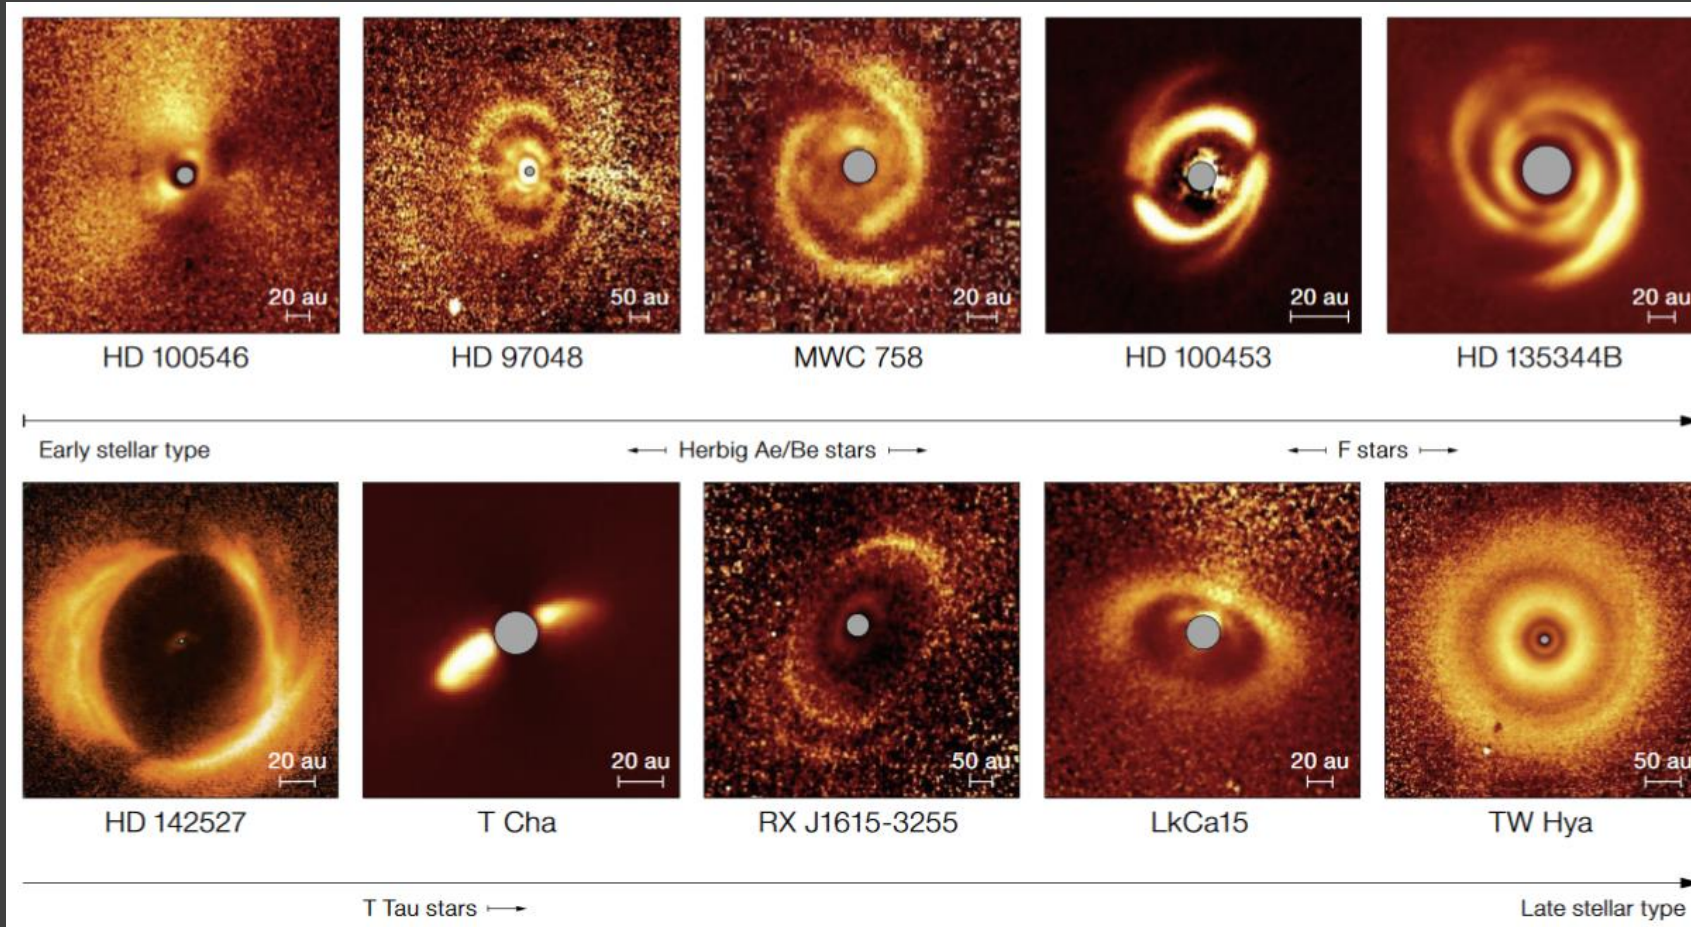 20 au
50 au
20 au
20 au
20 au
HD 100546
HD 97048
MWC 758
HD 100453
HD 135344B
Early stellar type
Herbig Ae/Be stars
F stars
20 au
20 au
50 au
20 au
50 au
HD 142527
T Cha
RX J1615-3255
LkCa15
TW Hya
T Tau stars
Late stellar type